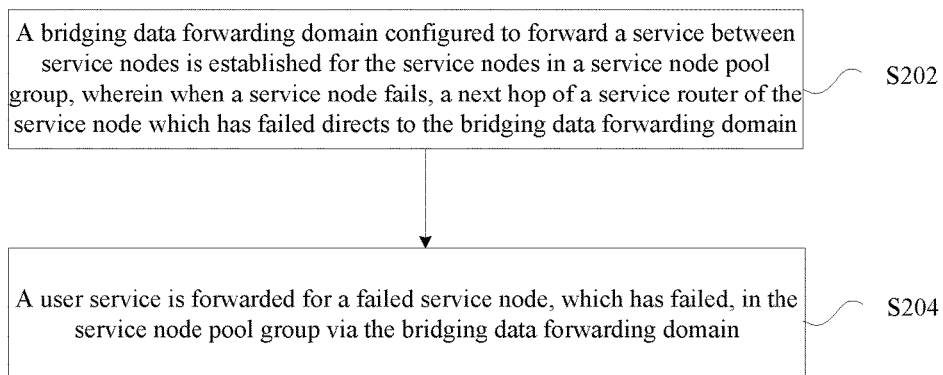 A bridging data forwarding domain configured to forward a service between
service nodes is established for the service nodes in a service node pool
group, wherein when a service node fails, a next hop of a service router of the
service node which has failed directs to the bridging data forwarding domain
S202
A user service is forwarded for a failed service node, which has failed, in the
service node pool group via the bridging data forwarding domain
S204